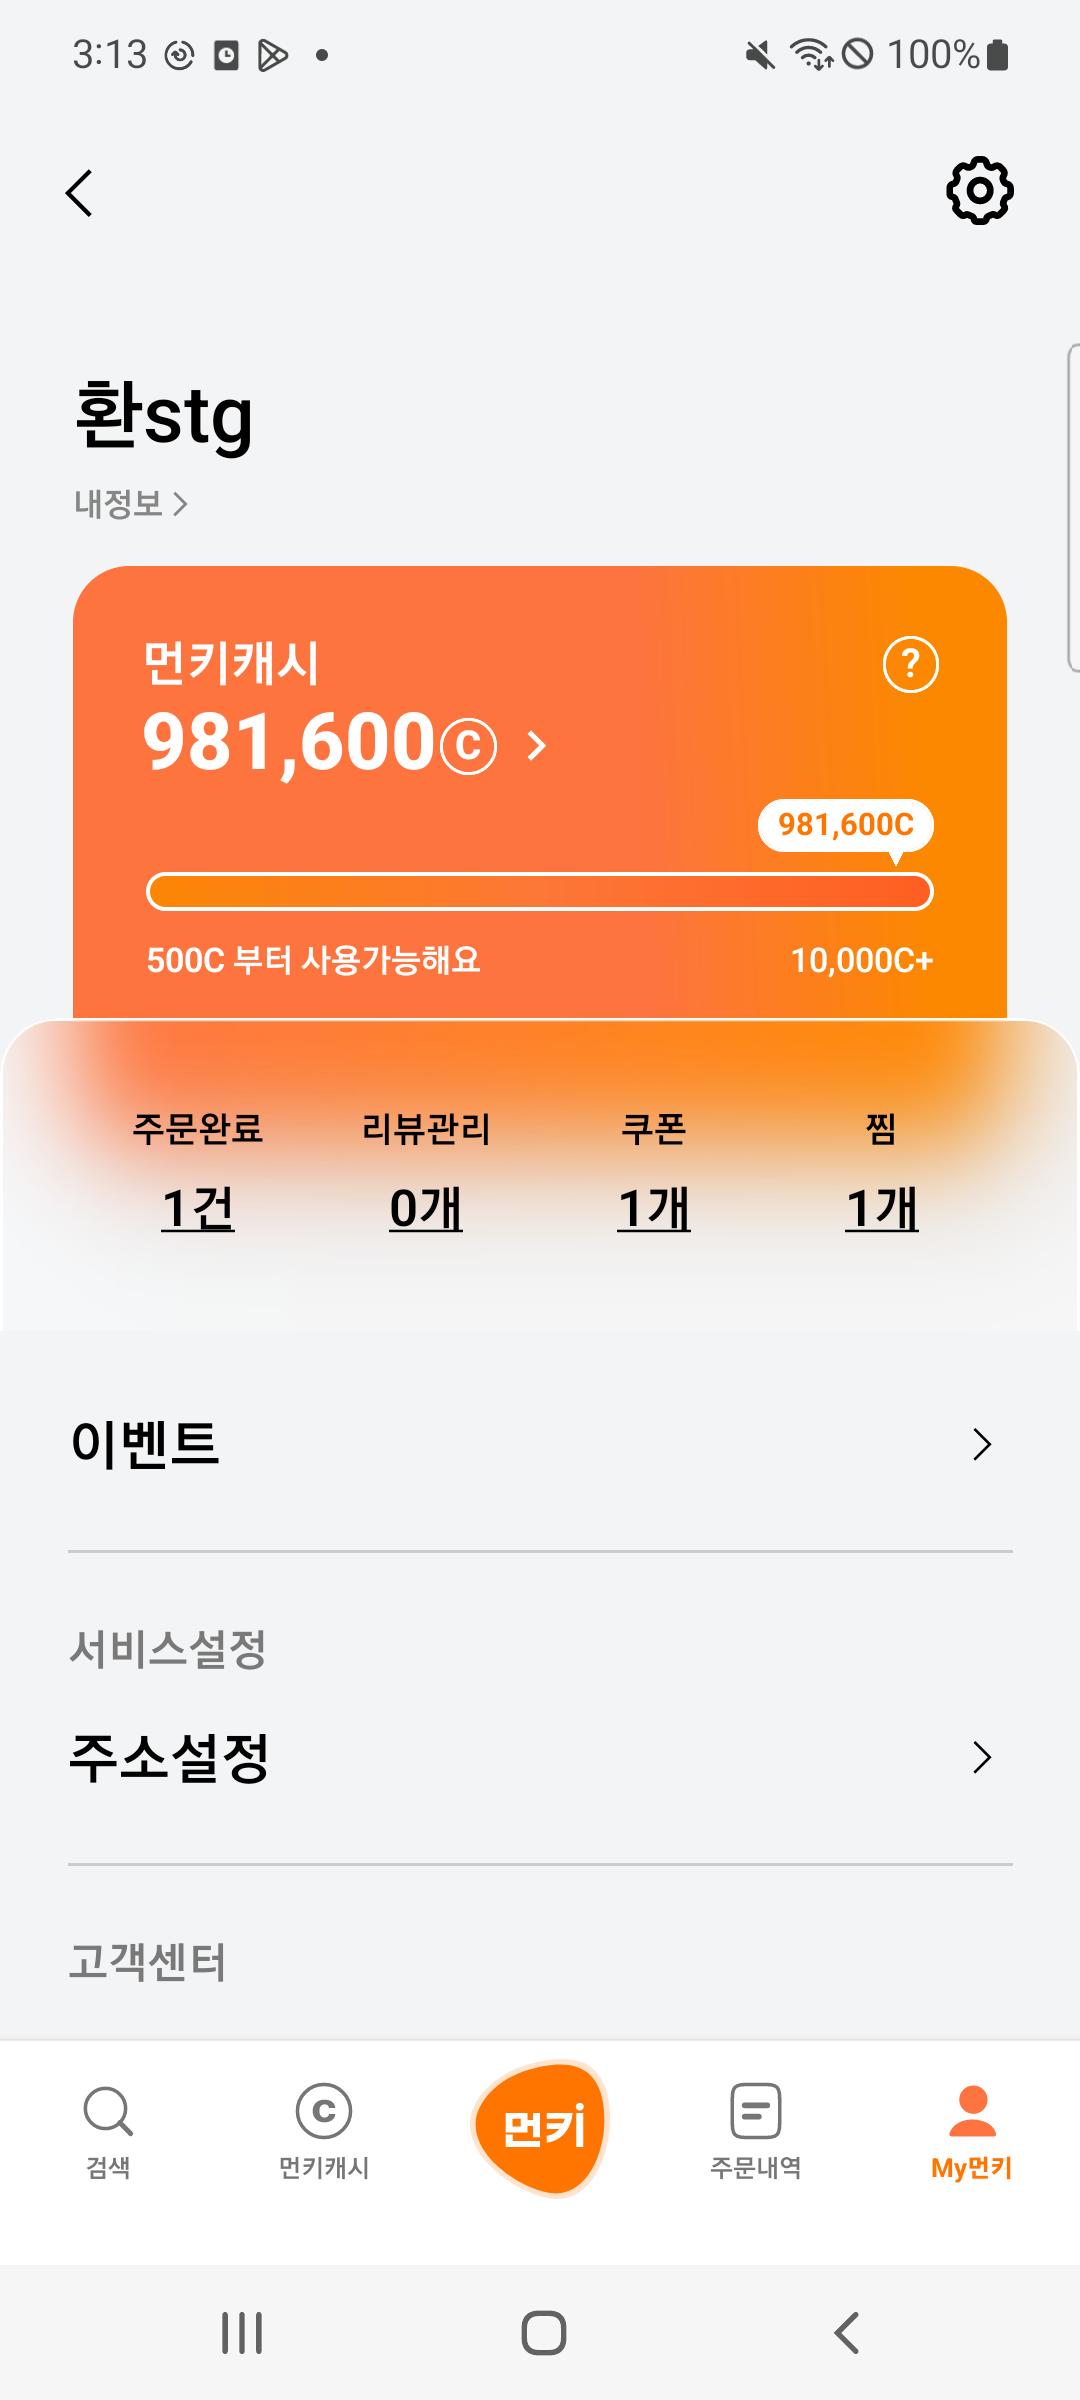 3:13
100%
환stg
내정보
먼키캐시
?
981,600C
981,600C
500C 부터 사용가능해요
10,000C+
주문완료 리뷰관리 쿠폰 찜
1건 0개 1개 1개
이벤트
서비스설정
주소설정
고객센터
C
먼키
검색 먼키캐시 주문내역 My먼키